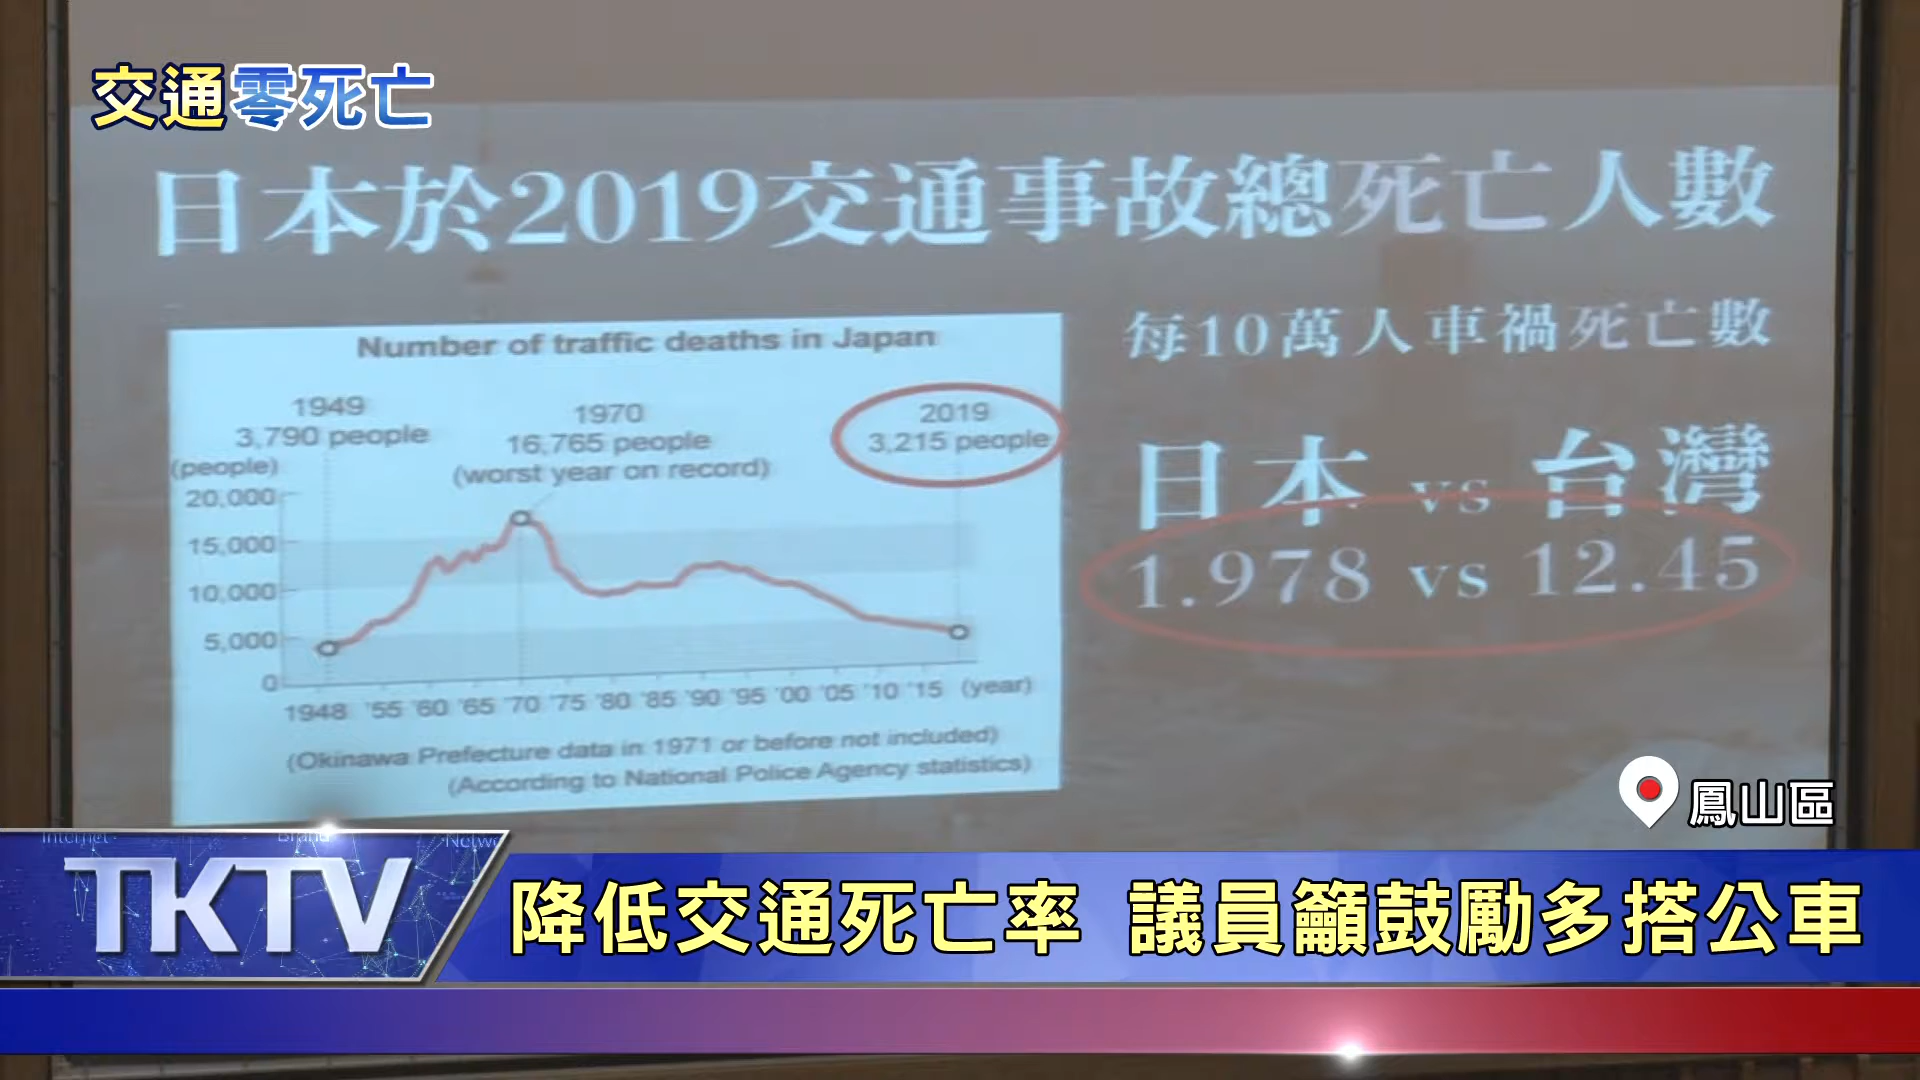 交通零死亡
日本於2019交通事故總死亡人數
Number of traffic deaths in Japan
1949
3,790 people
1970
16,765 people
(worst year on record)
2019
3,215 people
(people)
20,000
15,000
10,000
5,000
0
1948 '55 '60 '65 '70 '75 '80 '85 '90 '95 '00 '05 '10 '15 (year)
(Okinawa Prefecture data in 1971 or before not included)
(According to National Police Agency statistics)
每10萬人車禍死亡數
日本 vs 台灣
1.978 vs 12.45
鳳山區
Internet
Brand
TKTV
降低交通死亡率 議員籲鼓勵多搭公車